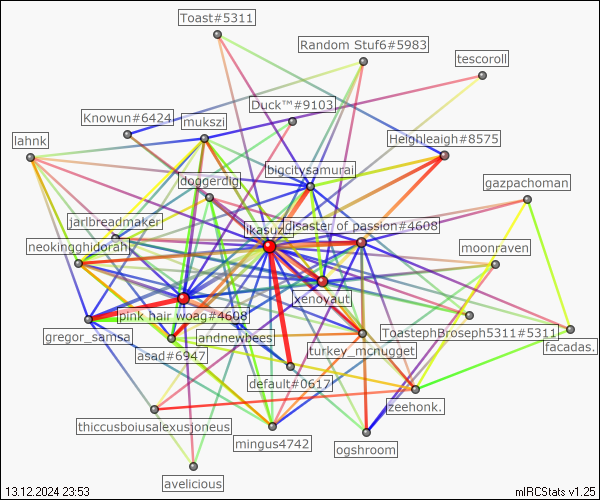 Toast#5311
Random Stuf6#5983
tescoroll
Duck™#9103
Knowun#6424
mukszi
lahnk
Heighleaigh#8575
bigcitysamurai
doggerdig
gazpachoman
jarlbreadmaker
likasuzi
disaster of passion#4608
neokingghidorah
moonraven
xenovaut
pink hair woag#4608
gregor_samsa
andnewbees
ToastephBroseph5311#5311
facadas.
asad#6947
turkey_mcnugget
default#0617
zeehonk.
thiccusboiusalexusjoneus
mingus4742
ogshroom
avelicious
13.12.2024 23:53
mIRCStats v1.25